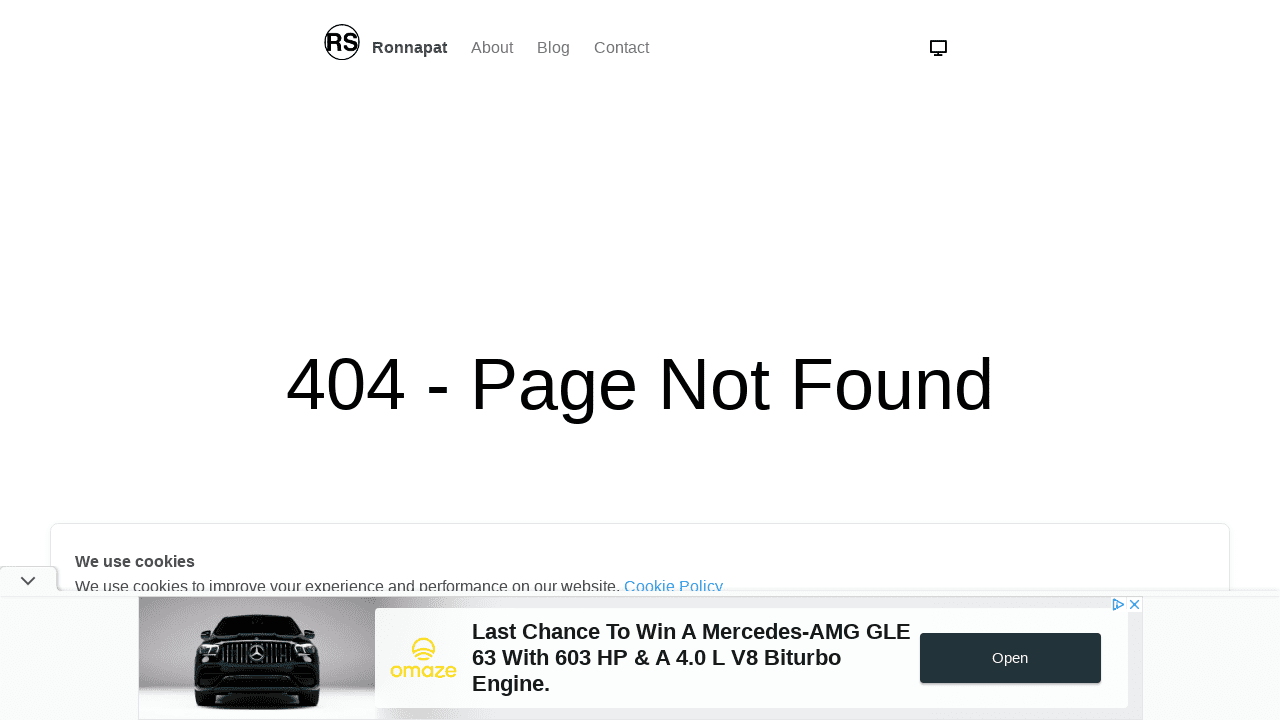 RS Ronnapat About Blog Contact
404 - Page Not Found
We use cookies
We use cookies to improve your experience and performance on our website. Cookie Policy
omaze
Last Chance To Win A Mercedes-AMG GLE
63 With 603 HP & A 4.0 L V8 Biturbo
Engine.
Open